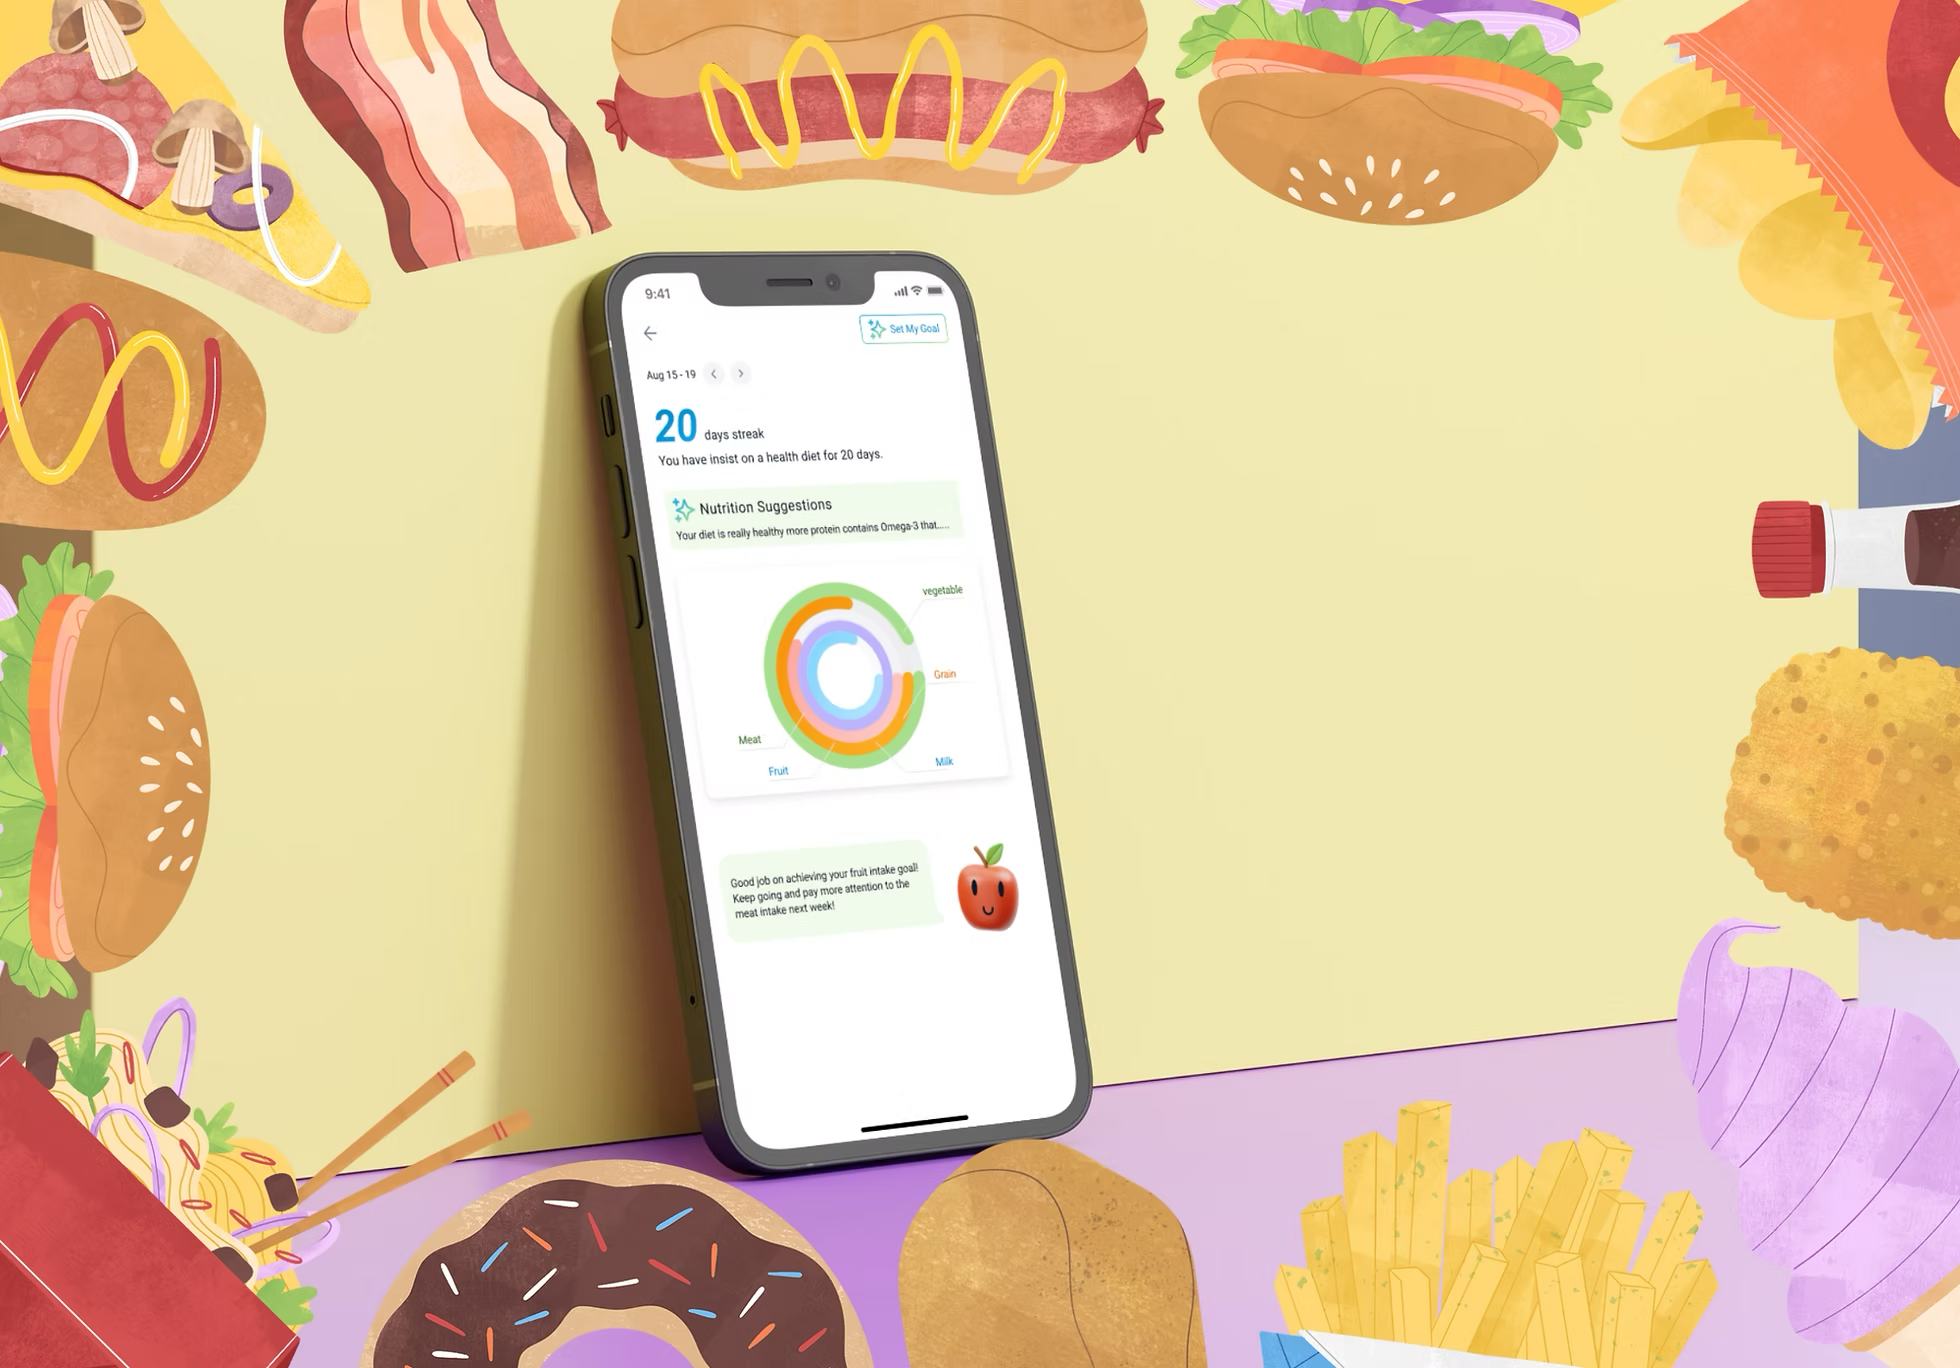 9:41
Set My Goal
Aug 15 - 19
20 days streak
You have insist on a health diet for 20 days.
Nutrition Suggestions
Your diet is really healthy more protein contains Omega-3 that.....
vegetable
Grain
Meat
Milk
Fruit
Good job on achieving your fruit intake goal!
Keep going and pay more attention to the
meat intake next week!